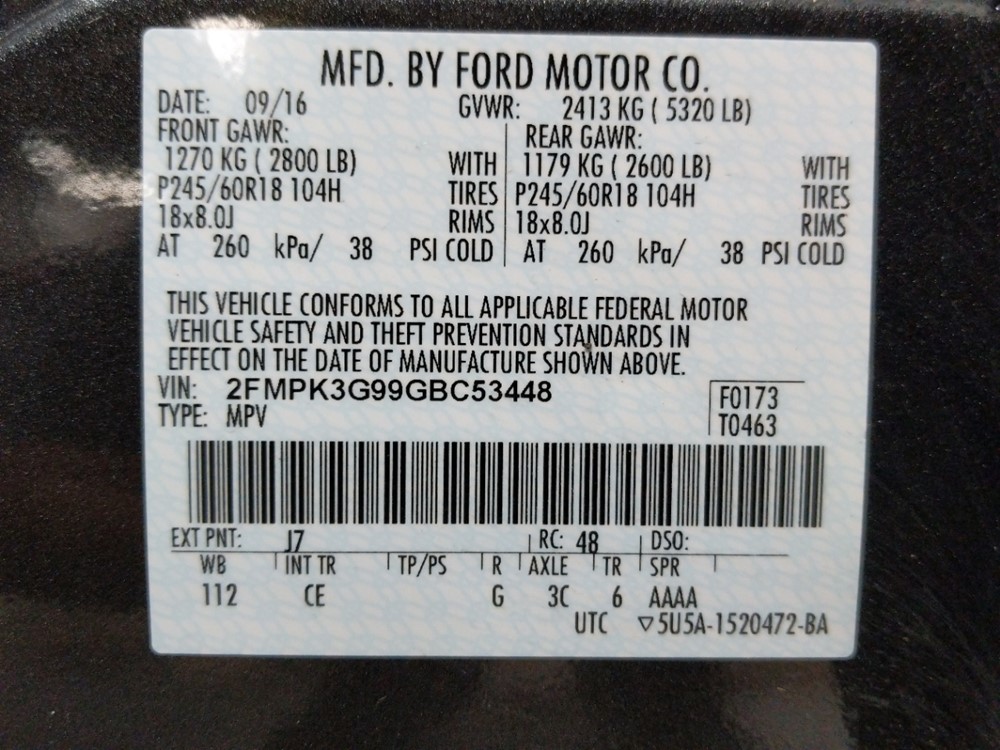 MFD. BY FORD MOTOR CO.
DATE: 09/16 GVWR: 2413 KG ( 5320 LB)
FRONT GAWR: REAR GAWR:
1270 KG ( 2800 LB) WITH 1179 KG ( 2600 LB) WITH
P245/60R18 104H TIRES P245/60R18 104H TIRES
18x8.0J RIMS 18x8.0J RIMS
AT 260 kPa/ 38 PSI COLD AT 260 kPa/ 38 PSI COLD
THIS VEHICLE CONFORMS TO ALL APPLICABLE FEDERAL MOTOR
VEHICLE SAFETY AND THEFT PREVENTION STANDARDS IN
EFFECT ON THE DATE OF MANUFACTURE SHOWN ABOVE.
VIN: 2FMPK3G99GBC53448 F0173
TYPE: MPV T0463
EXT PNT: J7 RC: 48 DSO:
WB INT TR TP/PS R AXLE TR SPR
112 CE G 3C 6 AAAA
UTC ▽5U5A-1520472-BA